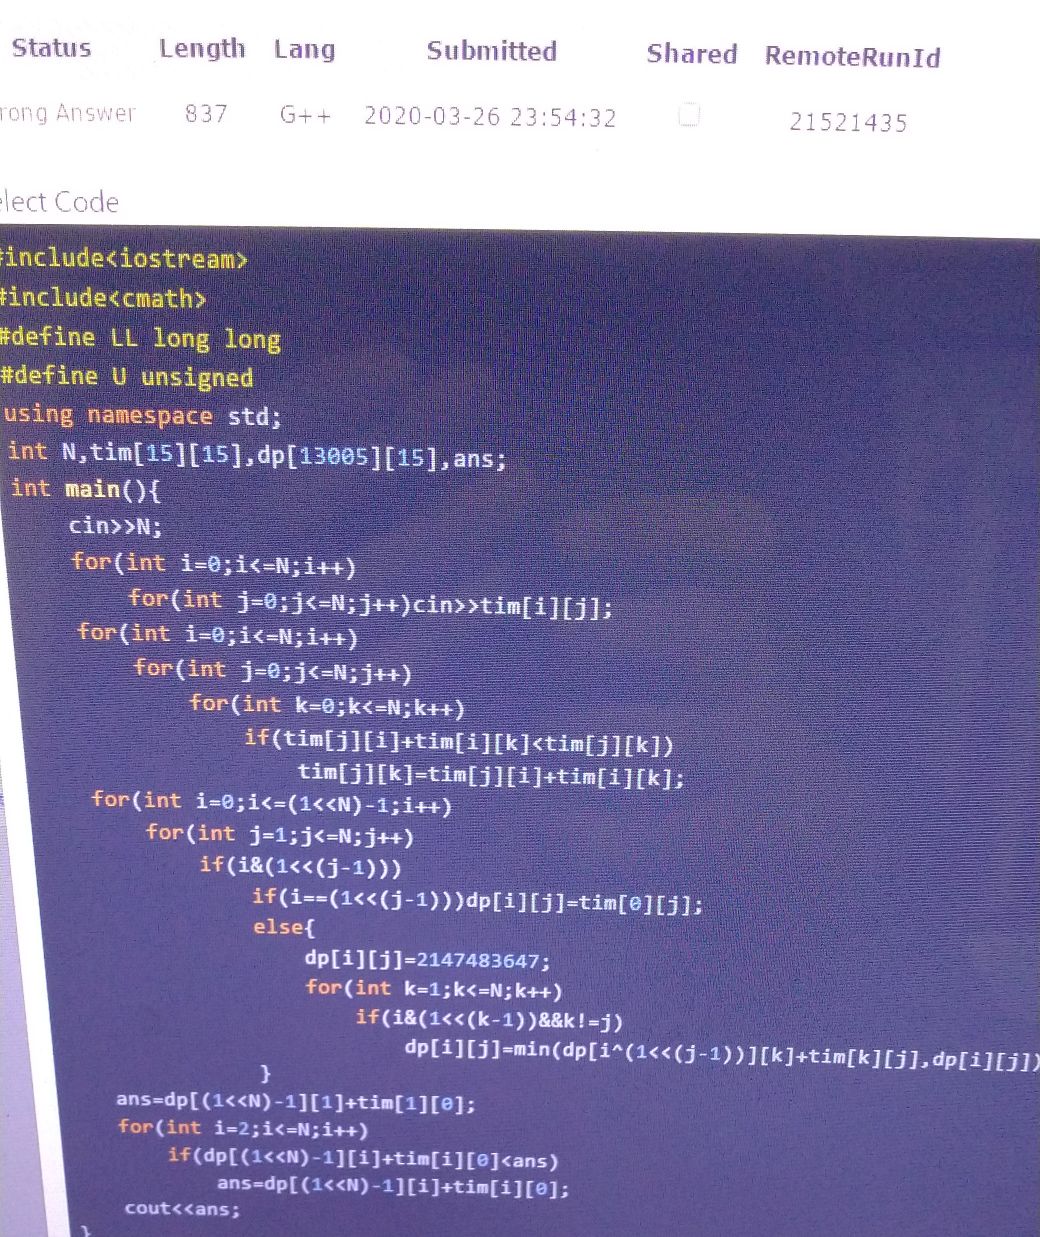 Status Length Lang Submitted Shared RemoteRunId
rong Answer 837 G++ 2020-03-26 23:54:32 21521435
elect Code
#include<iostream>
#include<cmath>
#define LL long long
#define U unsigned
using namespace std;
int N,tim[15][15],dp[13005][15],ans;
int main(){
cin>>N;
for(int i=0;i<=N;i++)
for(int j=0;j<=N;j++)cin>>tim[i][j];
for(int i=0;i<=N;i++)
for(int j=0;j<=N;j++)
for(int k=0;k<=N;k++)
if(tim[j][i]+tim[i][k]<tim[j][k])
tim[j][k]=tim[j][i]+tim[i][k];
for(int i=0;i<=(1<<N)-1;i++)
for(int j=1;j<=N;j++)
if(i&(1<<(j-1)))
if(i==(1<<(j-1)))dp[i][j]=tim[0][j];
else{
dp[i][j]=2147483647;
for(int k=1;k<=N;k++)
if(i&(1<<(k-1))&&k!=j)
dp[i][j]=min(dp[i^(1<<(j-1))][k]+tim[k][j],dp[i][j])
}
ans=dp[(1<<N)-1][1]+tim[1][0];
for(int i=2;i<=N;i++)
if(dp[(1<<N)-1][i]+tim[i][0]<ans)
ans=dp[(1<<N)-1][i]+tim[i][0];
cout<<ans;
}